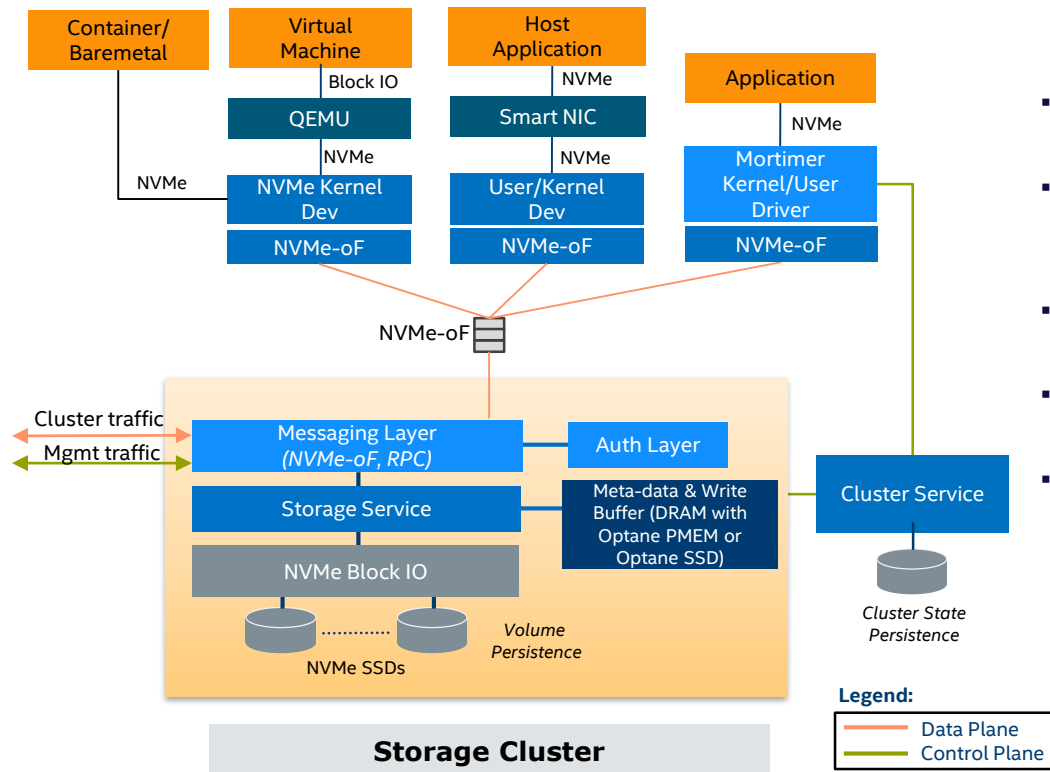 Container/
Baremetal
Virtual
Machine
Host
Application
Application
Block IO
NVMe
NVMe
QEMU
Smart NIC
NVMe
NVMe
NVMe
NVMe Kernel
Dev
User/Kernel
Dev
Mortimer
Kernel/User
Driver
NVMe-oF
NVMe-oF
NVMe-oF
NVMe-oF
Cluster traffic
Mgmt traffic
Messaging Layer
(NVMe-oF, RPC)
Auth Layer
Storage Service
Meta-data & Write
Buffer (DRAM with
Optane PMEM or
Optane SSD)
Cluster Service
NVMe Block IO
Volume
Persistence
NVMe SSDs
Cluster State
Persistence
Storage Cluster
Legend:
Data Plane
Control Plane